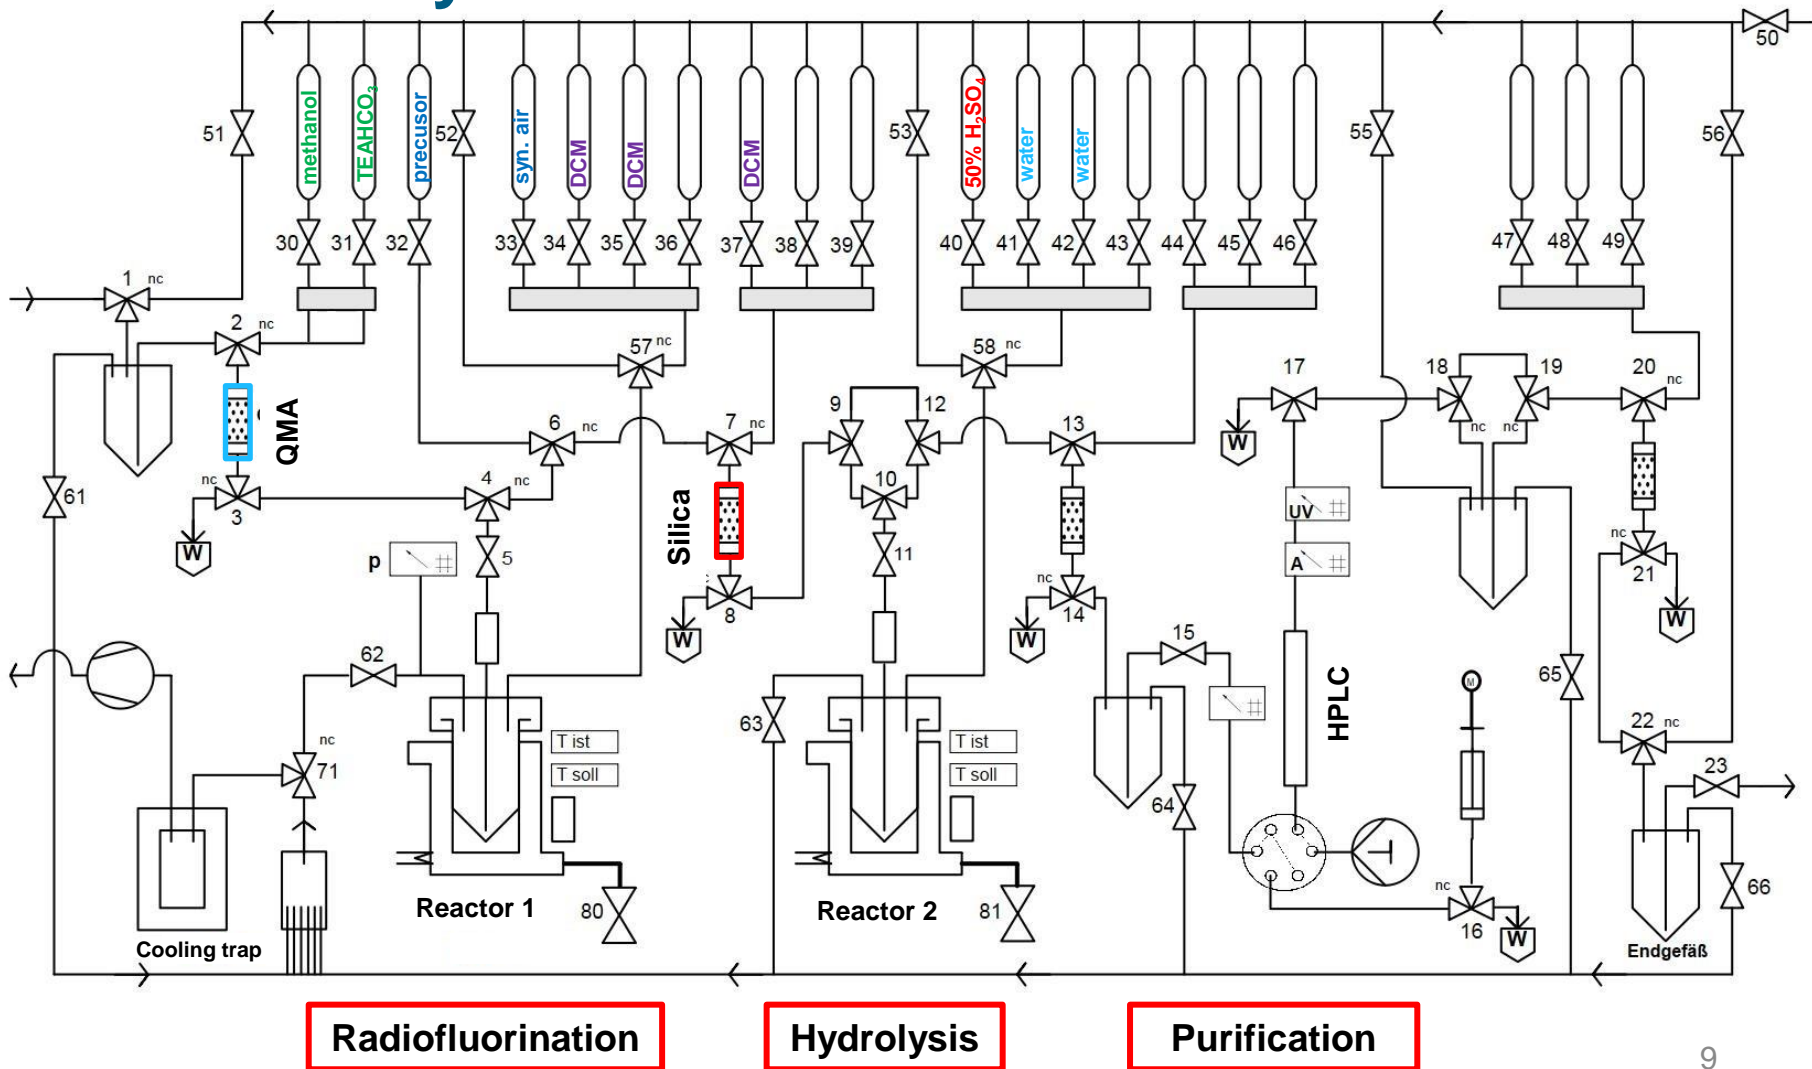 50
51
52
53
55
56
methanol
TEAHCO₃
precusor
syn. air
DCM
DCM
DCM
50% H₂SO₄
water
water
30
31
32
33
34
35
36
37
38
39
40
41
42
43
44
45
46
47
48
49
1
nc
2
nc
57
nc
58
nc
17
18
19
20
nc
9
12
6
nc
7
nc
13
nc
nc
QMA
61
nc
3
W
4
nc
5
p
Silica
8
W
10
11
nc
14
W
W
UV
A
nc
21
W
15
62
63
64
65
HPLC
M
22
nc
23
T ist
T soll
T ist
T soll
nc
71
66
Reactor 1
80
Reactor 2
81
nc
16
W
Cooling trap
Endgefäß
Radiofluorination
Hydrolysis
Purification
9